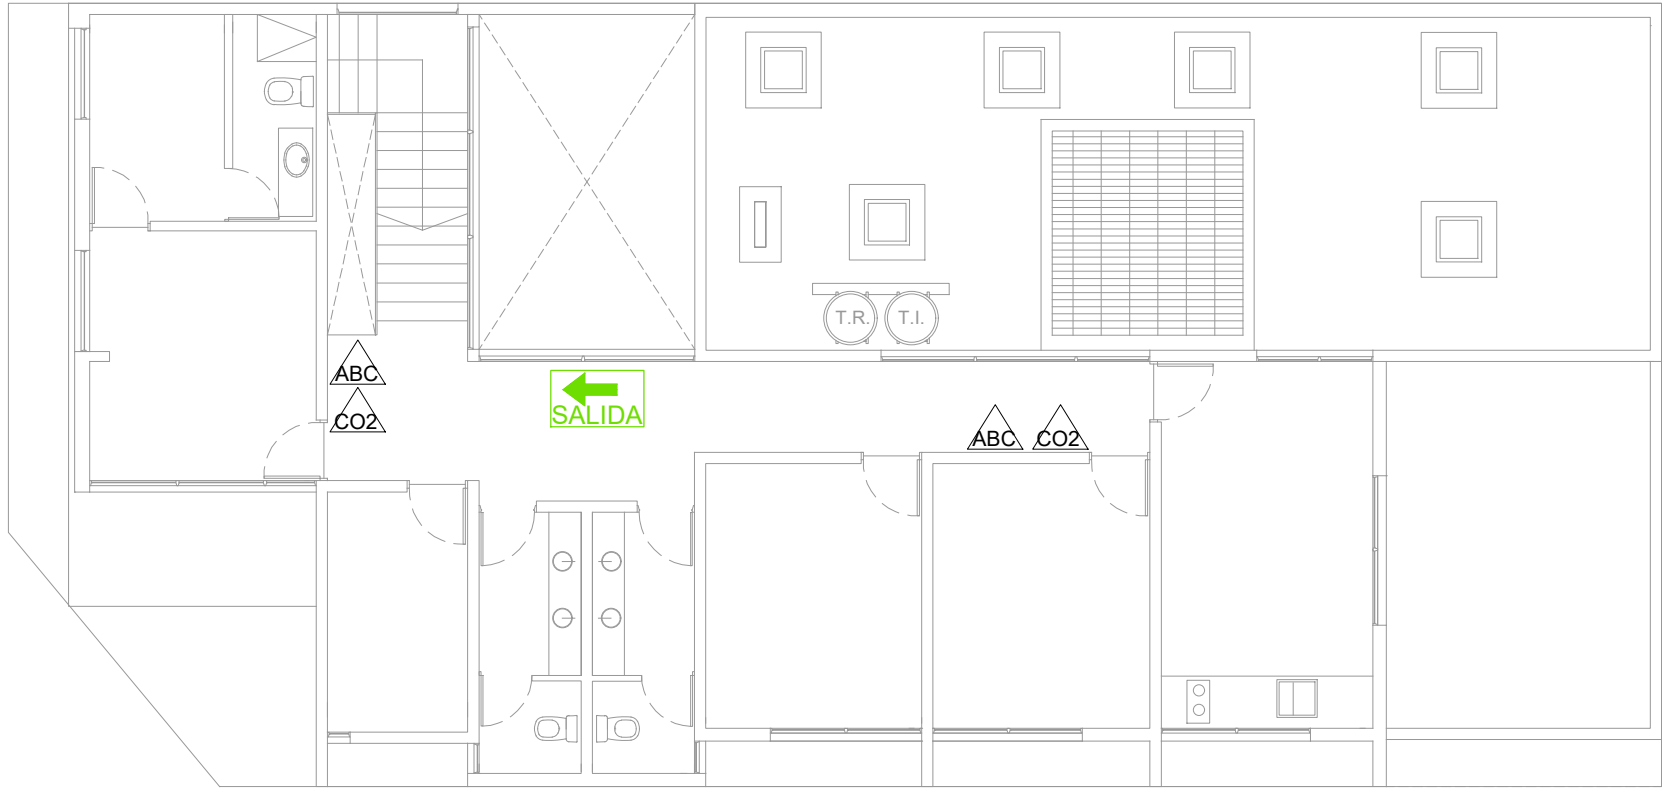 T.R.
T.I.
ABC
CO2
SALIDA
ABC
CO2